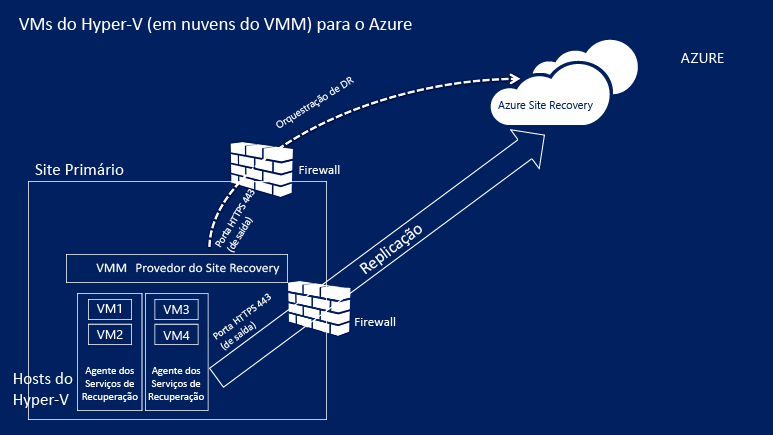 VMs do Hyper-V (em nuvens do VMM) para o Azure
AZURE
Azure Site Recovery
Orquestração de DR
Firewall
Site Primário
Porta HTTPS 443
(de saída)
Replicação
VMM Provedor do Site Recovery
Firewall
VM1
VM2
VM3
VM4
Porta HTTPS 443
(de saída)
Agente dos
Serviços de
Recuperação
Agente dos
Serviços de
Recuperação
Hosts do
Hyper-V